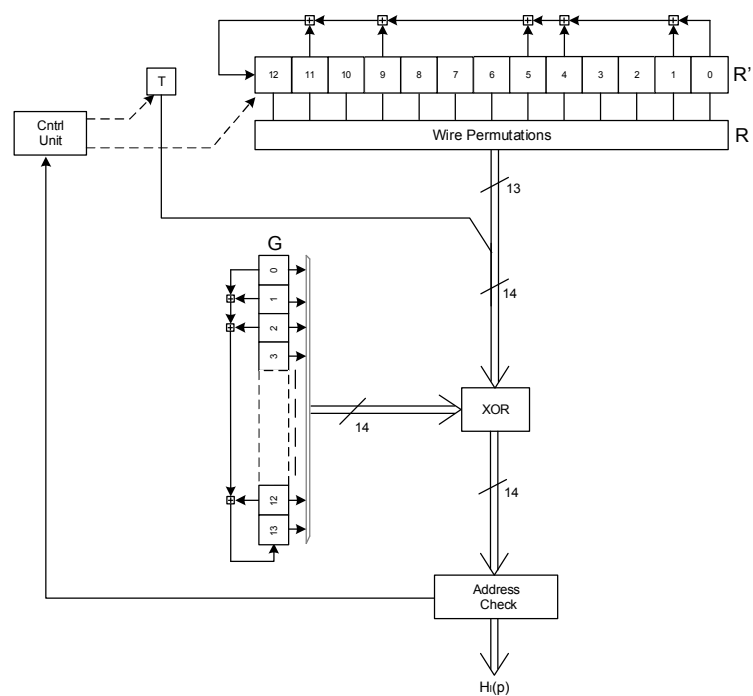 12 11 10 9 8 7 6 5 4 3 2 1 0
R'
T
Cntrl
Unit
Wire Permutations
R
13
G
0
14
1
2
3
XOR
14
14
12
13
Address
Check
Hᵢ(p)